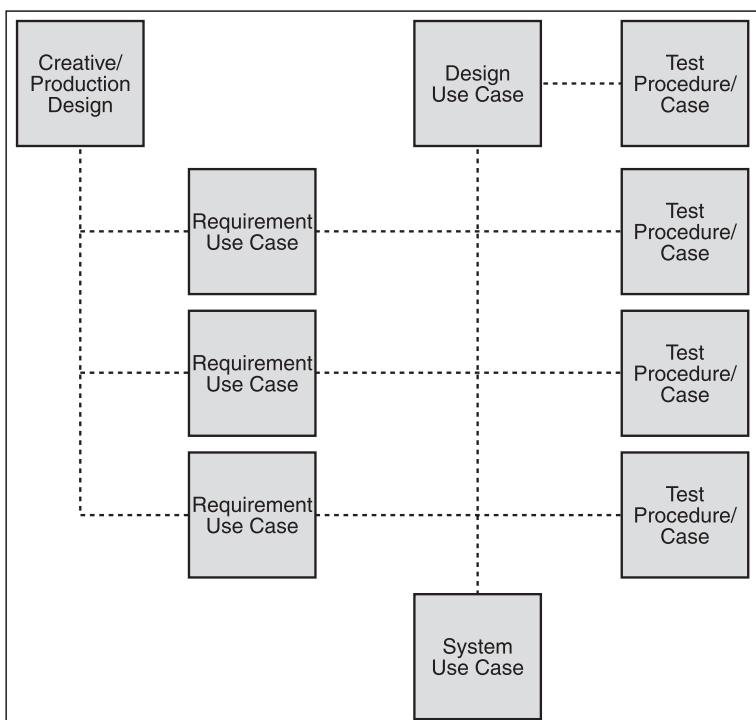 Creative/
Production
Design
Design
Use Case
Test
Procedure/
Case
Requirement
Use Case
Test
Procedure/
Case
Requirement
Use Case
Test
Procedure/
Case
Requirement
Use Case
Test
Procedure/
Case
System
Use Case